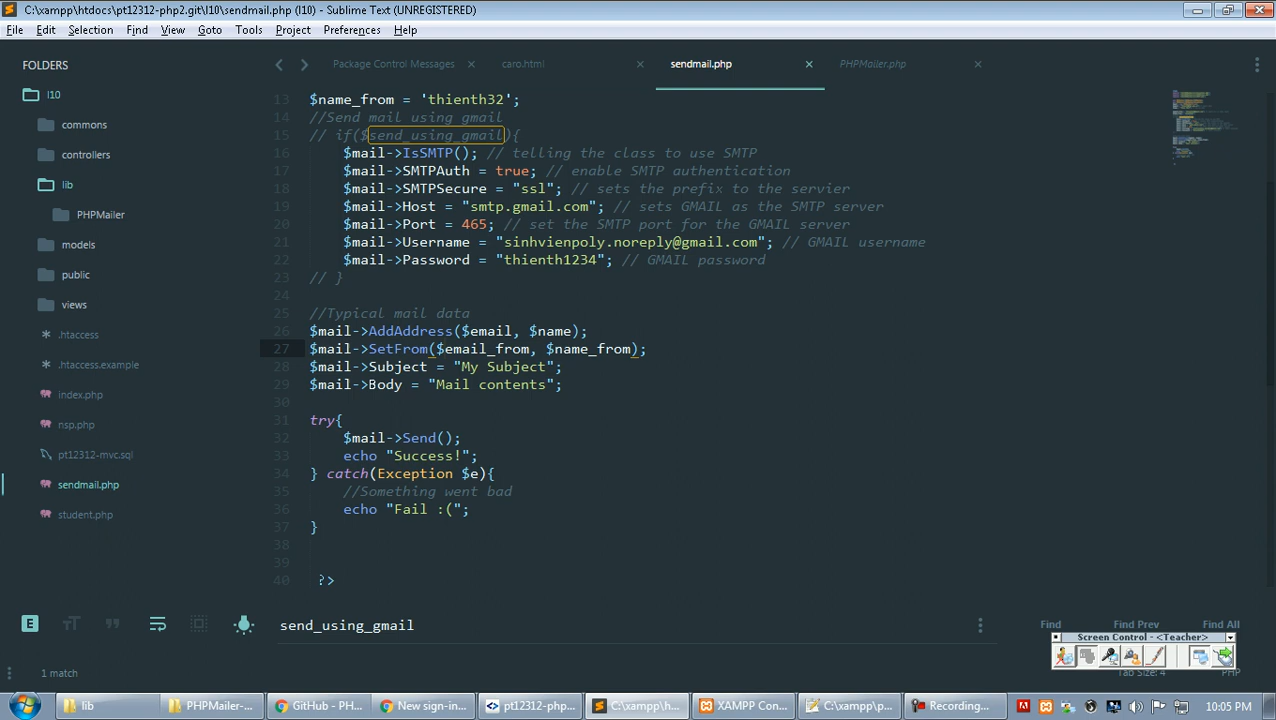 C:\xampp\htdocs\pt12312-php2.git\l10\sendmail.php (l10) - Sublime Text (UNREGISTERED)
File Edit Selection Find View Goto Tools Project Preferences Help
FOLDERS
l10
commons
controllers
lib
PHPMailer
models
public
views
.htaccess
.htaccess.example
index.php
nsp.php
pt12312-mvc.sql
sendmail.php
student.php
Package Control Messages × caro.html × sendmail.php × PHPMailer.php ×
13 $name_from = 'thienth32';
14 //Send mail using gmail
15 // if($send_using_gmail){
16 $mail->IsSMTP(); // telling the class to use SMTP
17 $mail->SMTPAuth = true; // enable SMTP authentication
18 $mail->SMTPSecure = "ssl"; // sets the prefix to the servier
19 $mail->Host = "smtp.gmail.com"; // sets GMAIL as the SMTP server
20 $mail->Port = 465; // set the SMTP port for the GMAIL server
21 $mail->Username = "sinhvienpoly.noreply@gmail.com"; // GMAIL username
22 $mail->Password = "thienth1234"; // GMAIL password
23 // }
24
25 //Typical mail data
26 $mail->AddAddress($email, $name);
27 $mail->SetFrom($email_from, $name_from);
28 $mail->Subject = "My Subject";
29 $mail->Body = "Mail contents";
30
31 try{
32 $mail->Send();
33 echo "Success!";
34 } catch(Exception $e){
35 //Something went bad
36 echo "Fail :(";
37 }
38
39
40 ?>
send_using_gmail
Find Find Prev Find All
Screen Control - <Teacher>
1 match
Tab Size: 4 PHP
lib PHPMailer-... GitHub - PH... New sign-in... pt12312-php... C:\xampp\h... XAMPP Con... C:\xampp\p... Recording... 10:05 PM